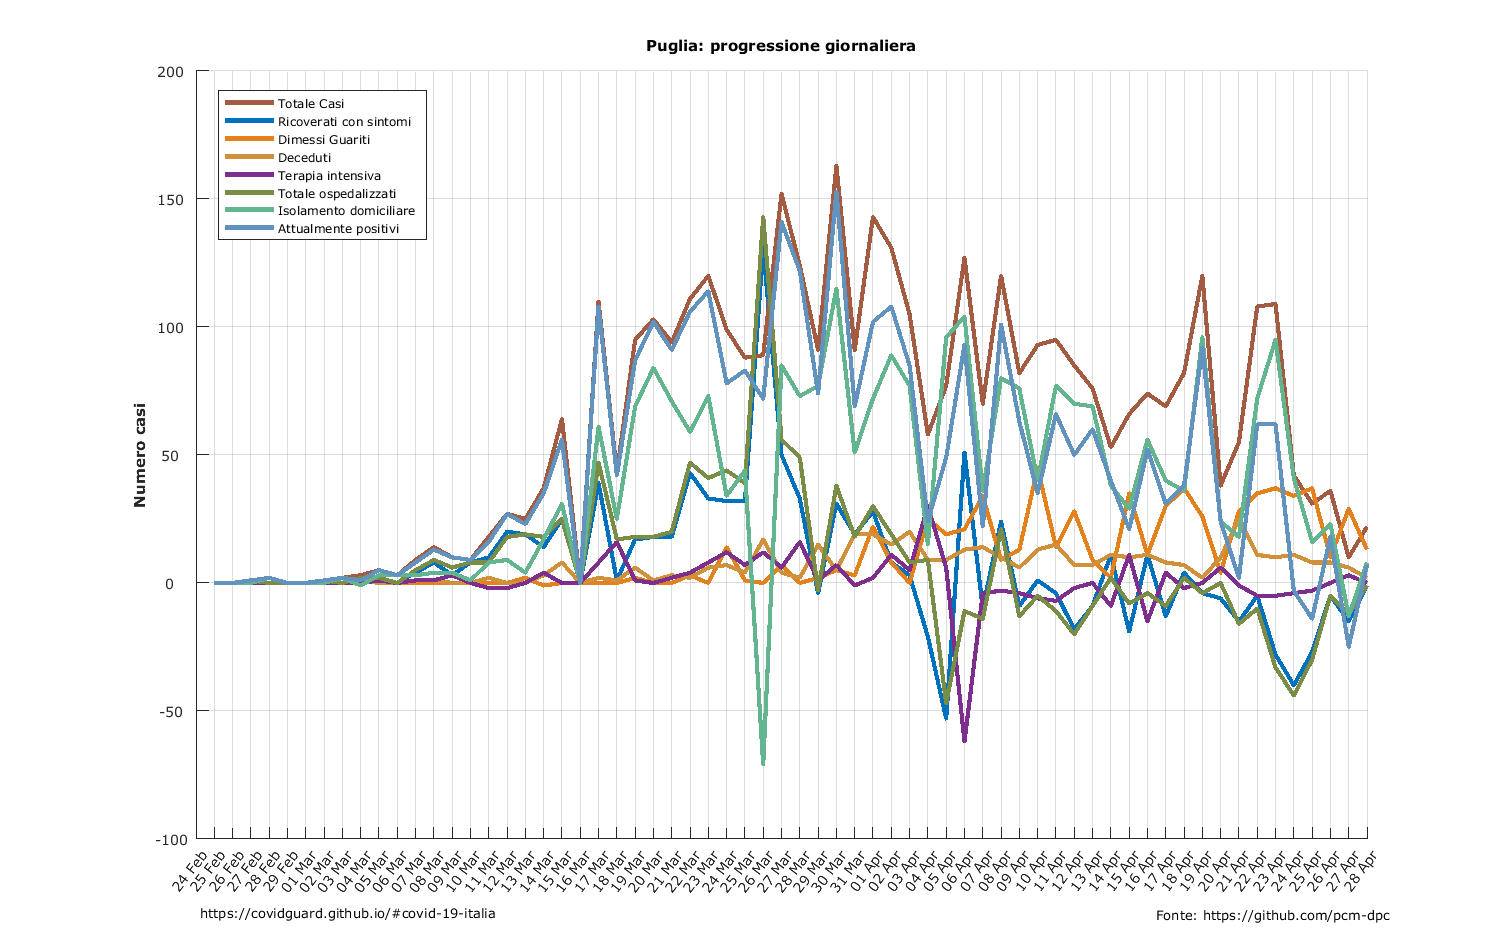 Puglia: progressione giornaliera
200
150
100
50
0
-50
-100
Numero casi
Totale Casi
Ricoverati con sintomi
Dimessi Guariti
Deceduti
Terapia intensiva
Totale ospedalizzati
Isolamento domiciliare
Attualmente positivi
24 Feb
25 Feb
26 Feb
27 Feb
28 Feb
29 Feb
01 Mar
02 Mar
03 Mar
04 Mar
05 Mar
06 Mar
07 Mar
08 Mar
09 Mar
10 Mar
11 Mar
12 Mar
13 Mar
14 Mar
15 Mar
16 Mar
17 Mar
18 Mar
19 Mar
20 Mar
21 Mar
22 Mar
23 Mar
24 Mar
25 Mar
26 Mar
27 Mar
28 Mar
29 Mar
30 Mar
31 Mar
01 Apr
02 Apr
03 Apr
04 Apr
05 Apr
06 Apr
07 Apr
08 Apr
09 Apr
10 Apr
11 Apr
12 Apr
13 Apr
14 Apr
15 Apr
16 Apr
17 Apr
18 Apr
19 Apr
20 Apr
21 Apr
22 Apr
23 Apr
24 Apr
25 Apr
26 Apr
27 Apr
28 Apr
https://covidguard.github.io/#covid-19-italia
Fonte: https://github.com/pcm-dpc